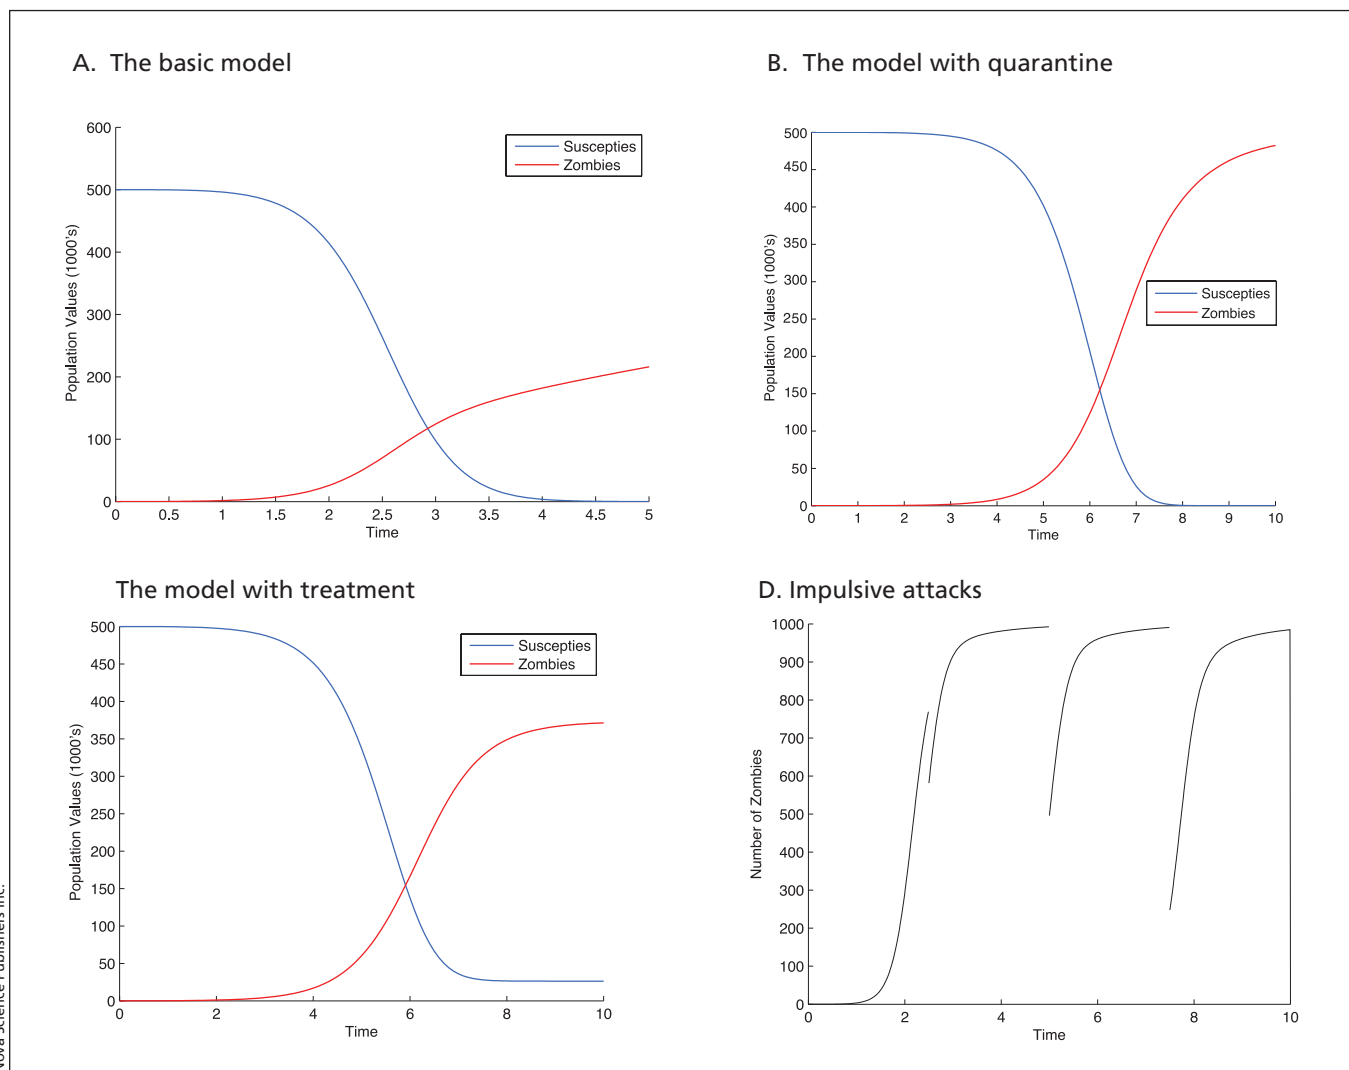 A. The basic model
600
500
400
300
200
100
0
Population Values (1000's)
Suscepties
Zombies
0 0.5 1 1.5 2 2.5 3 3.5 4 4.5 5
Time
B. The model with quarantine
500
450
400
350
300
250
200
150
100
50
0
Population Values (1000's)
Suscepties
Zombies
0 1 2 3 4 5 6 7 8 9 10
Time
The model with treatment
500
450
400
350
300
250
200
150
100
50
0
Population Values (1000's)
Suscepties
Zombies
0 2 4 6 8 10
Time
D. Impulsive attacks
1000
900
800
700
600
500
400
300
200
100
0
Number of Zombies
0 2 4 6 8 10
Time
Nova Science Publishers Inc.